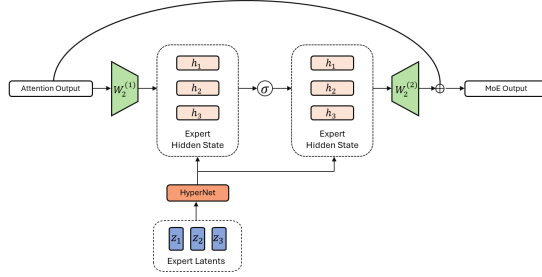 Attention Output
W₂⁽¹⁾
h₁
h₂
h₃
Expert
Hidden State
σ
h₁
h₂
h₃
Expert
Hidden State
W₂⁽²⁾
⊕
MoE Output
HyperNet
z₁ z₂ z₃
Expert Latents